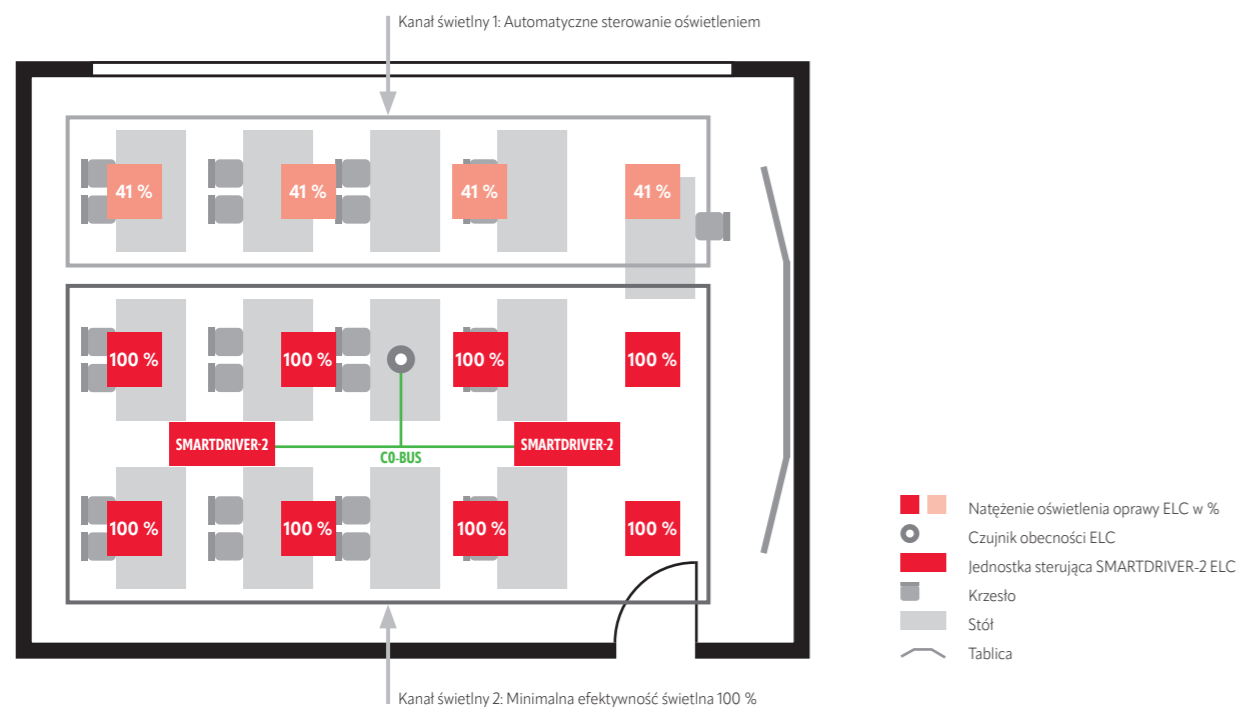 Kanał świetlny 1: Automatyczne sterowanie oświetleniem
41 % 41 % 41 % 41 %
100 % 100 % 100 % 100 %
SMARTDRIVER-2 SMARTDRIVER-2
CO-BUS
100 % 100 % 100 % 100 %
Natężenie oświetlenia oprawy ELC w %
Czujnik obecności ELC
Jednostka sterująca SMARTDRIVER-2 ELC
Krzesło
Stół
Tablica
Kanał świetlny 2: Minimalna efektywność świetlna 100 %